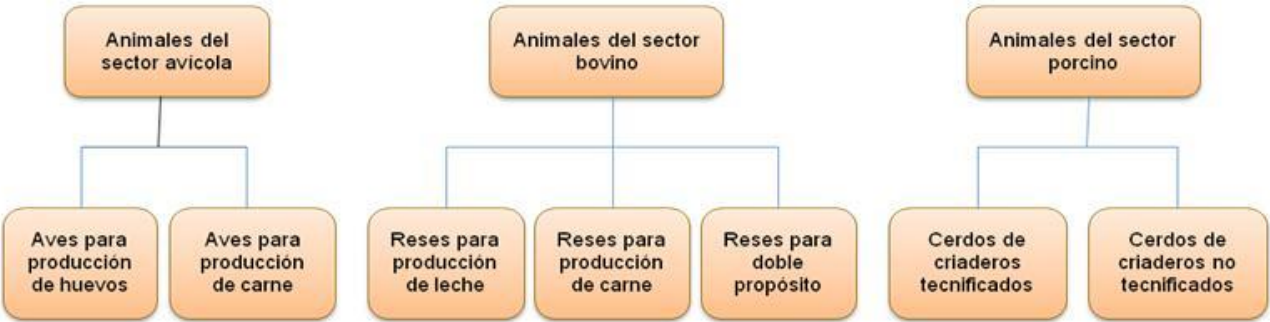 Animales del
sector avícola
Animales del sector
bovino
Animales del sector
porcino
Aves para
producción
de huevos
Aves para
producción
de carne
Reses para
producción
de leche
Reses para
producción
de carne
Reses para
doble
propósito
Cerdos de
criaderos
tecnificados
Cerdos de
criaderos no
tecnificados